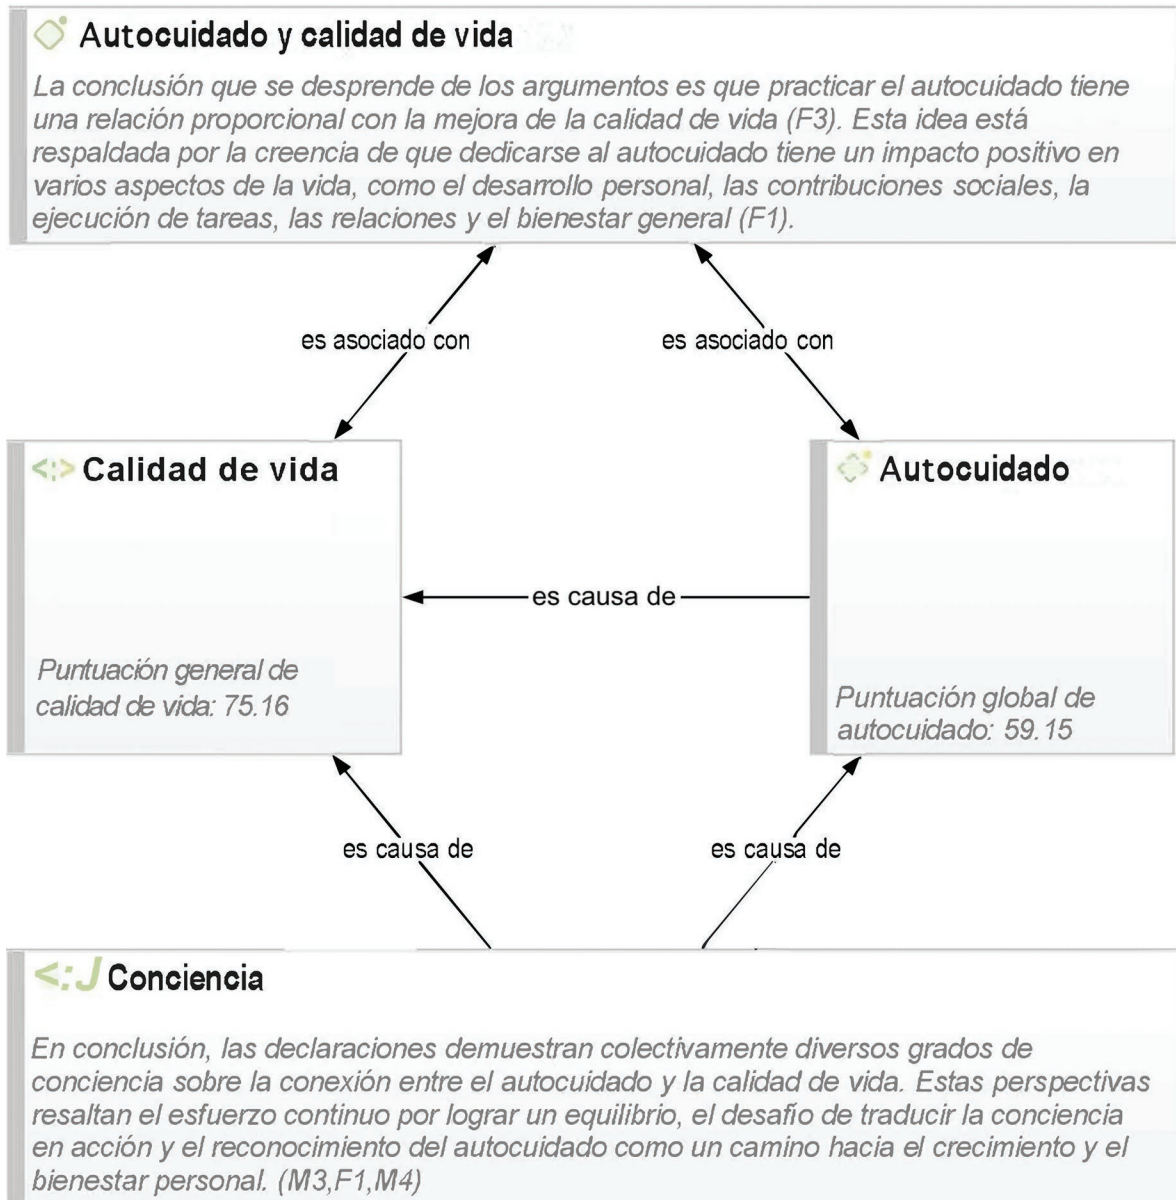 Autocuidado y calidad de vida
La conclusión que se desprende de los argumentos es que practicar el autocuidado tiene
una relación proporcional con la mejora de la calidad de vida (F3). Esta idea está
respaldada por la creencia de que dedicarse al autocuidado tiene un impacto positivo en
varios aspectos de la vida, como el desarrollo personal, las contribuciones sociales, la
ejecución de tareas, las relaciones y el bienestar general (F1).
es asociado con
es asociado con
<:> Calidad de vida
Puntuación general de
calidad de vida: 75.16
Autocuidado
Puntuación global de
autocuidado: 59.15
es causa de
es causa de
es causa de
<:J Conciencia
En conclusión, las declaraciones demuestran colectivamente diversos grados de
conciencia sobre la conexión entre el autocuidado y la calidad de vida. Estas perspectivas
resaltan el esfuerzo continuo por lograr un equilibrio, el desafío de traducir la conciencia
en acción y el reconocimiento del autocuidado como un camino hacia el crecimiento y el
bienestar personal. (M3,F1,M4)